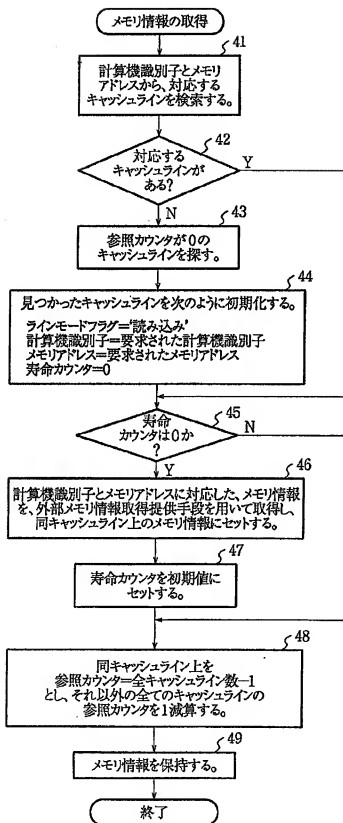 メモリ情報の取得
41
計算機識別子とメモリ
アドレスから、対応する
キャッシュラインを検索する。
42
対応する
キャッシュラインが
ある?
Y
N
43
参照カウンタが0の
キャッシュラインを探す。
44
見つかったキャッシュラインを次のように初期化する。
ラインモードフラグ='読み込み'
計算機識別子=要求された計算機識別子
メモリアドレス=要求されたメモリアドレス
寿命カウンタ=0
45
寿命
カウンタは0か
?
N
Y
46
計算機識別子とメモリアドレスに対応した、メモリ情報
を、外部メモリ情報取得提供手段を用いて取得し、
同キャッシュライン上のメモリ情報にセットする。
47
寿命カウンタを初期値に
セットする。
48
同キャッシュライン上を
参照カウンタ=全キャッシュライン数-1
とし、それ以外の全てのキャッシュラインの
参照カウンタを1減算する。
49
メモリ情報を保持する。
終了